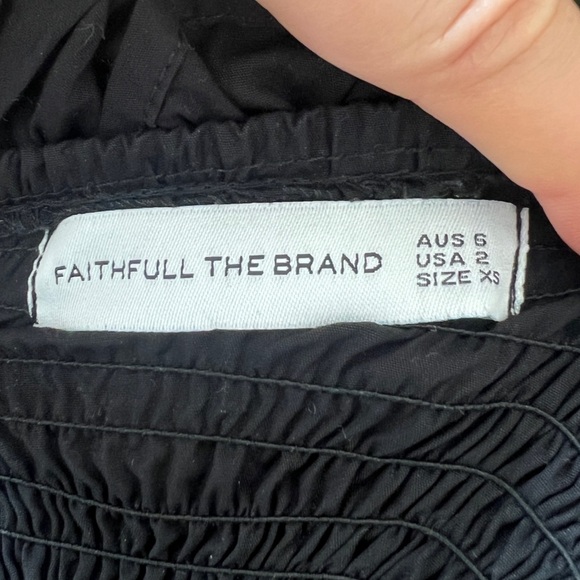 FAITHFULL THE BRAND
AUS 6
USA 2
SIZE XS